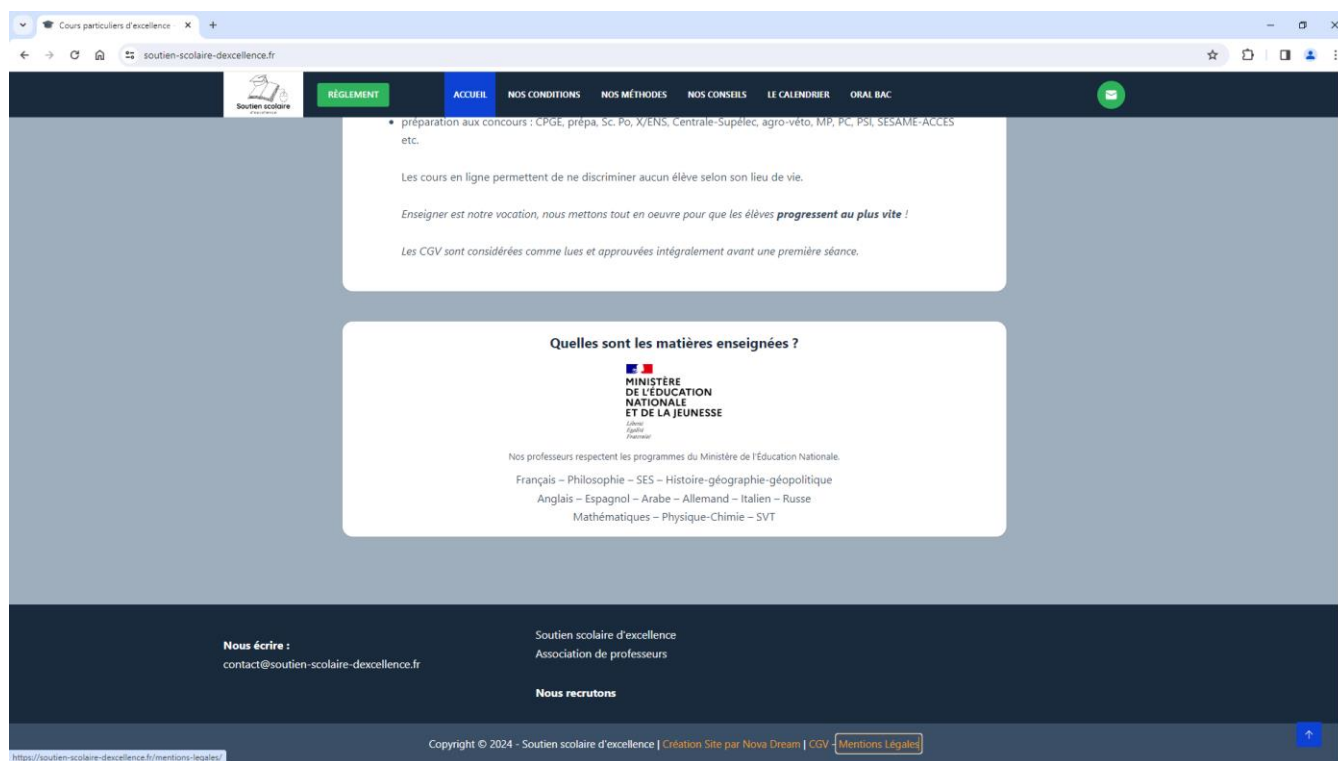 Cours particuliers d'excellence
soutien-scolaire-dexcellence.fr
Soutien scolaire
d'excellence
RÈGLEMENT
ACCUEIL NOS CONDITIONS NOS MÉTHODES NOS CONSEILS LE CALENDRIER ORAL BAC
• préparation aux concours : CPGE, prépa, Sc. Po, X/ENS, Centrale-Supélec, agro-véto, MP, PC, PSI, SESAME-ACCES
etc.
Les cours en ligne permettent de ne discriminer aucun élève selon son lieu de vie.
Enseigner est notre vocation, nous mettons tout en oeuvre pour que les élèves progressent au plus vite !
Les CGV sont considérées comme lues et approuvées intégralement avant une première séance.
Quelles sont les matières enseignées ?
MINISTÈRE
DE L'ÉDUCATION
NATIONALE
ET DE LA JEUNESSE
Liberté
Égalité
Fraternité
Nos professeurs respectent les programmes du Ministère de l'Éducation Nationale.
Français – Philosophie – SES – Histoire-géographie-géopolitique
Anglais – Espagnol – Arabe – Allemand – Italien – Russe
Mathématiques – Physique-Chimie – SVT
Nous écrire :
contact@soutien-scolaire-dexcellence.fr
Soutien scolaire d'excellence
Association de professeurs
Nous recrutons
Copyright © 2024 - Soutien scolaire d'excellence | Création Site par Nova Dream | CGV - Mentions Légales
https://soutien-scolaire-dexcellence.fr/mentions-legales/